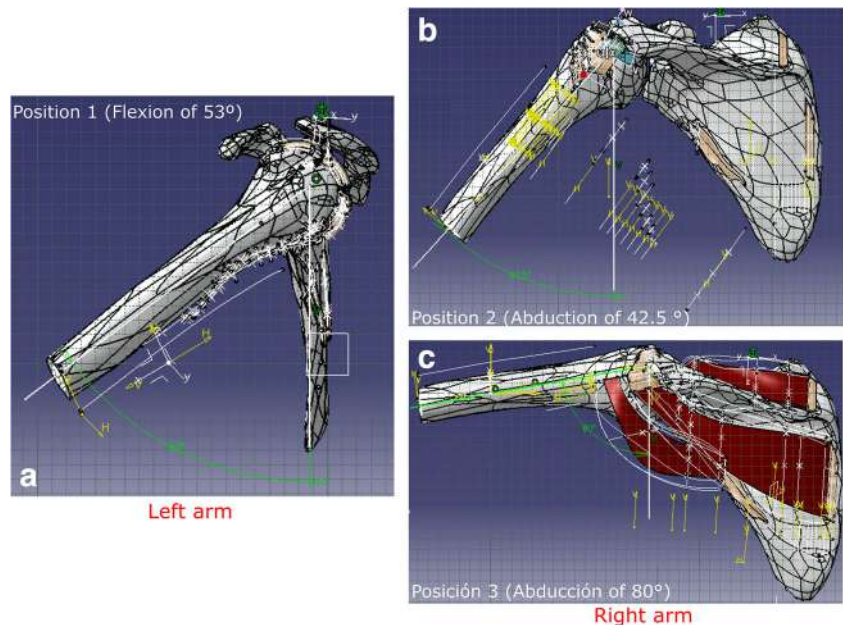 Position 1 (Flexion of 53º)
a
Left arm
b
Position 2 (Abduction of 42.5 °)
c
Posición 3 (Abducción of 80°)
Right arm